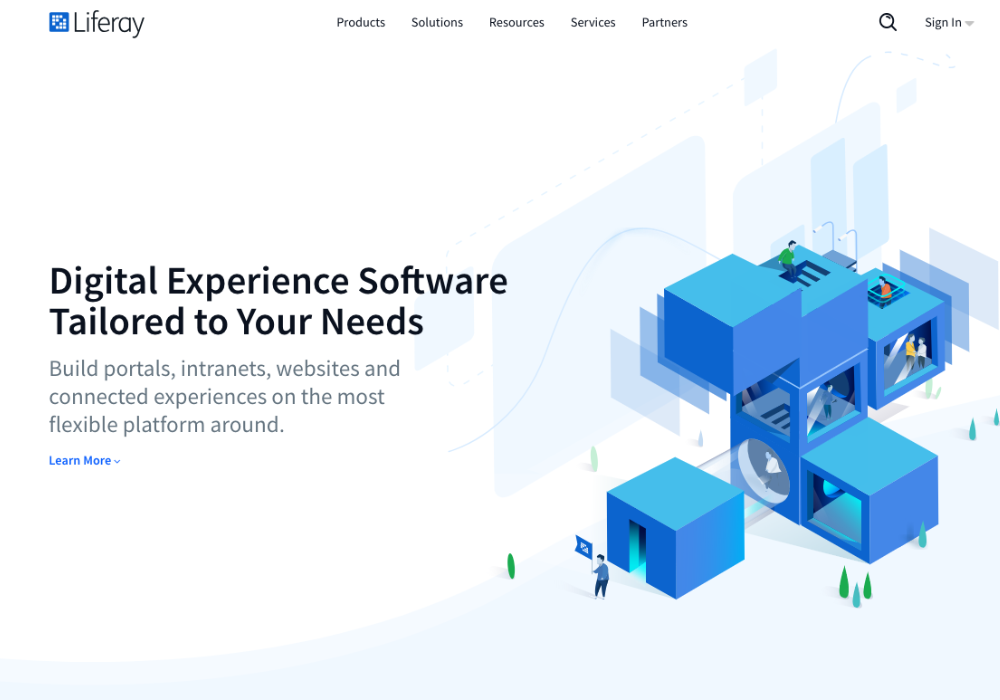 Liferay
Products Solutions Resources Services Partners
Sign In
Digital Experience Software
Tailored to Your Needs
Build portals, intranets, websites and
connected experiences on the most
flexible platform around.
Learn More